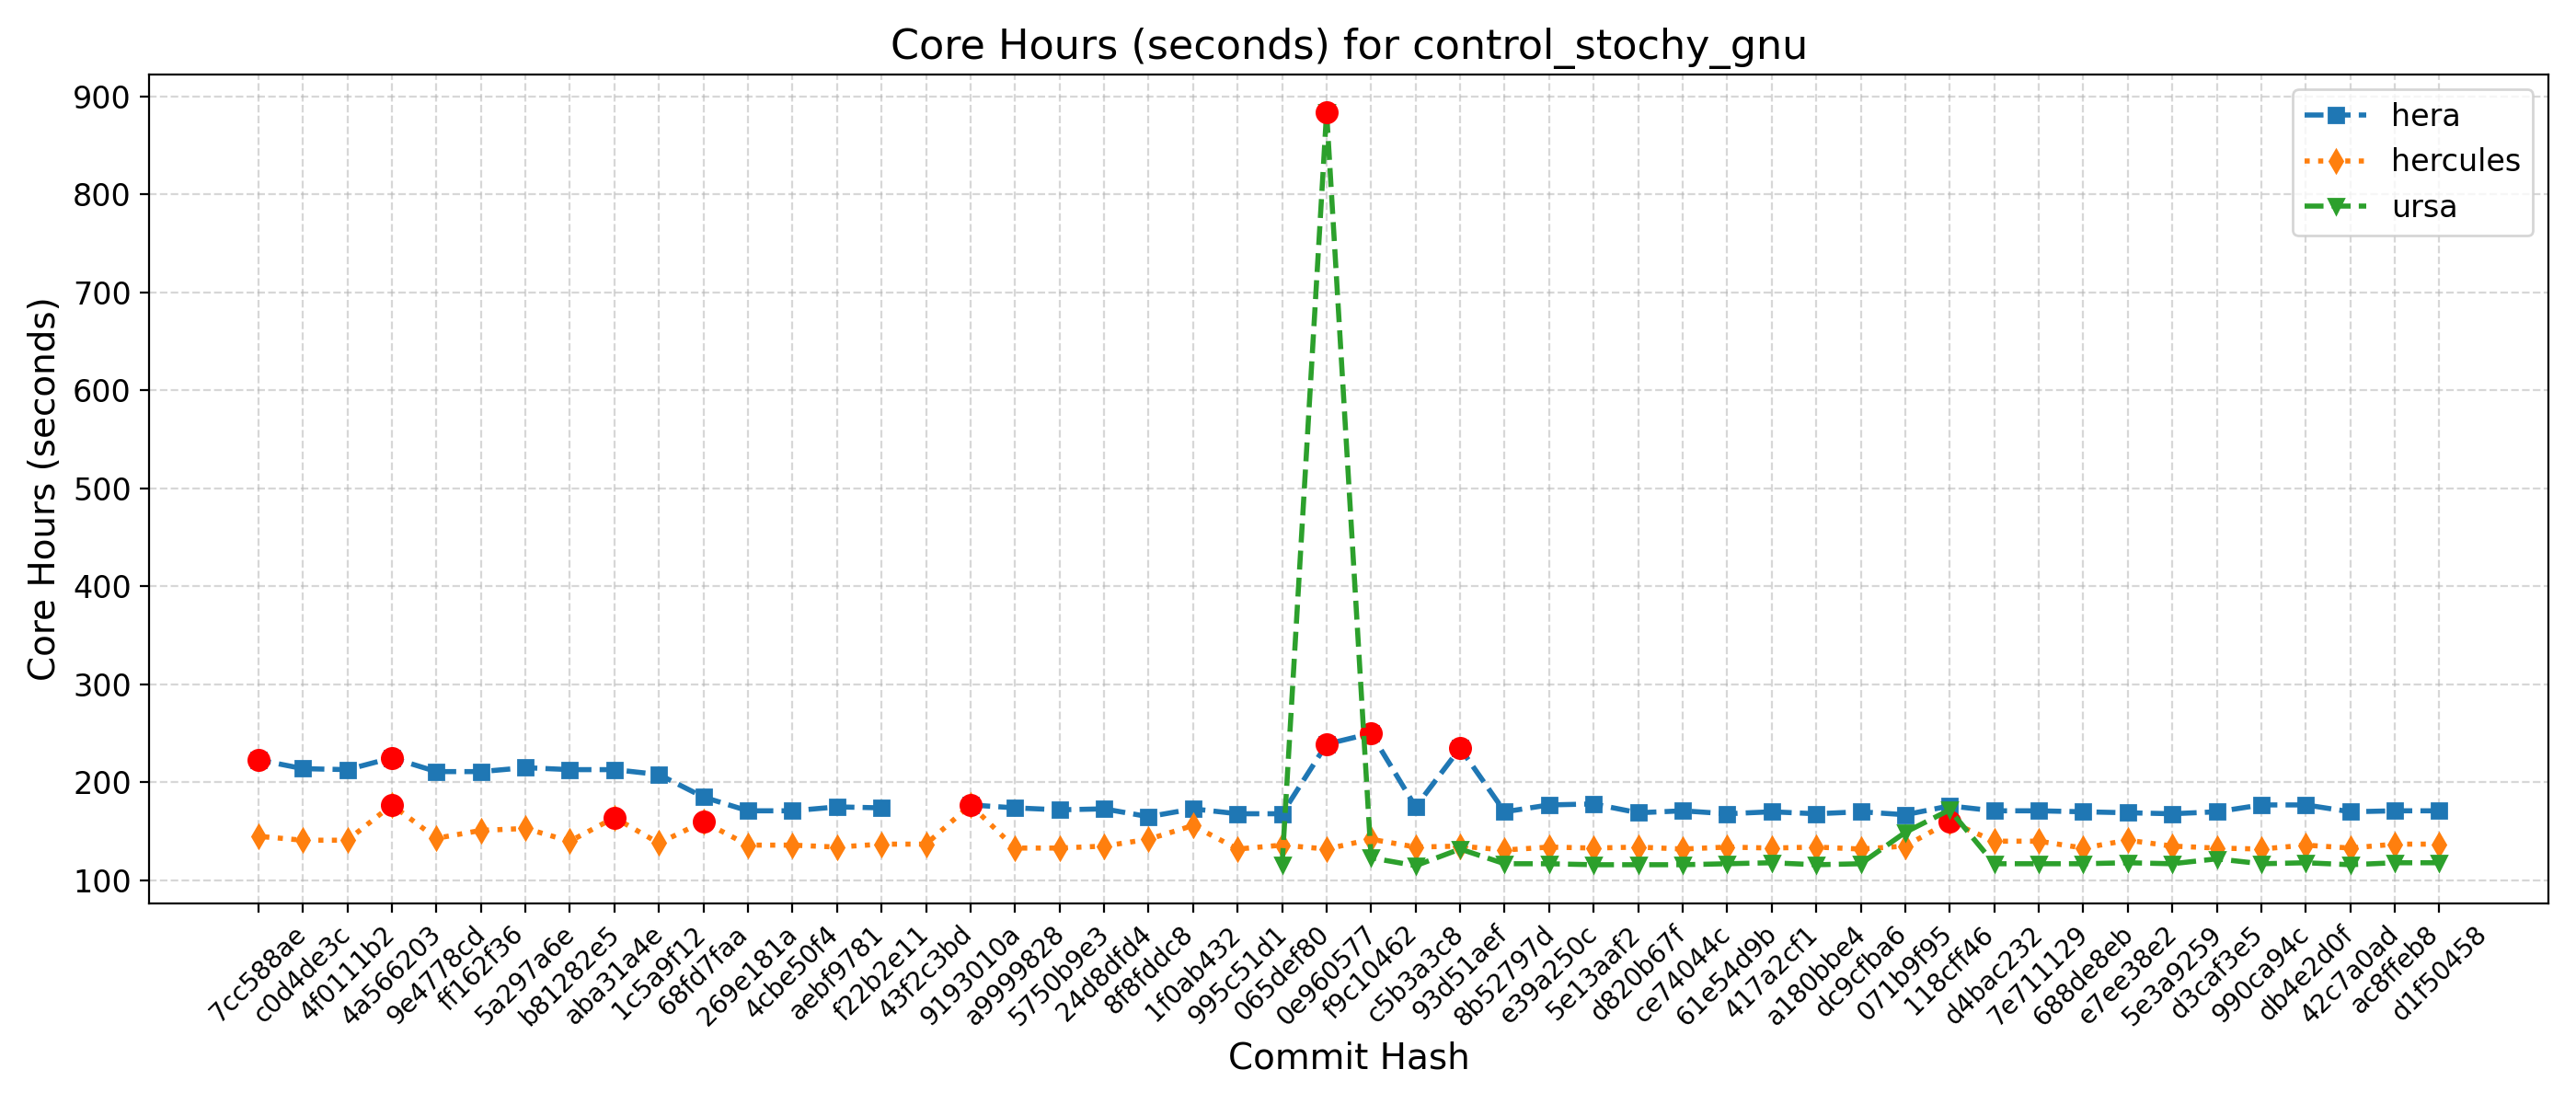 Core Hours (seconds) for control_stochy_gnu
Core Hours (seconds)
900
800
700
600
500
400
300
200
100
hera
hercules
ursa
7cc588ae
c0d4de3c
4f0111b2
4a566203
9e4778cd
ff162f36
5a297a6e
b81282e5
aba31a4e
1c5a9f12
68fd7faa
269e181a
4cbe50f4
aebf9781
f22b2e11
43f2c3bd
9193010a
a9999828
5750b9e3
24d8dfd4
8f8fddc8
1f0ab432
995c51d1
065def80
0e960577
f9c10462
c5b3a3c8
93d51aef
8b52797d
e39a250c
5e13aaf2
d820b67f
ce74044c
61e54d9b
417a2cf1
a180bbe4
dc9cfba6
071b9f95
118cff46
d4bac232
7e711129
688de8eb
e7ee38e2
5e3a9259
d3caf3e5
990ca94c
db4e2d0f
42c7a0ad
ac8ffeb8
d1f50458
Commit Hash